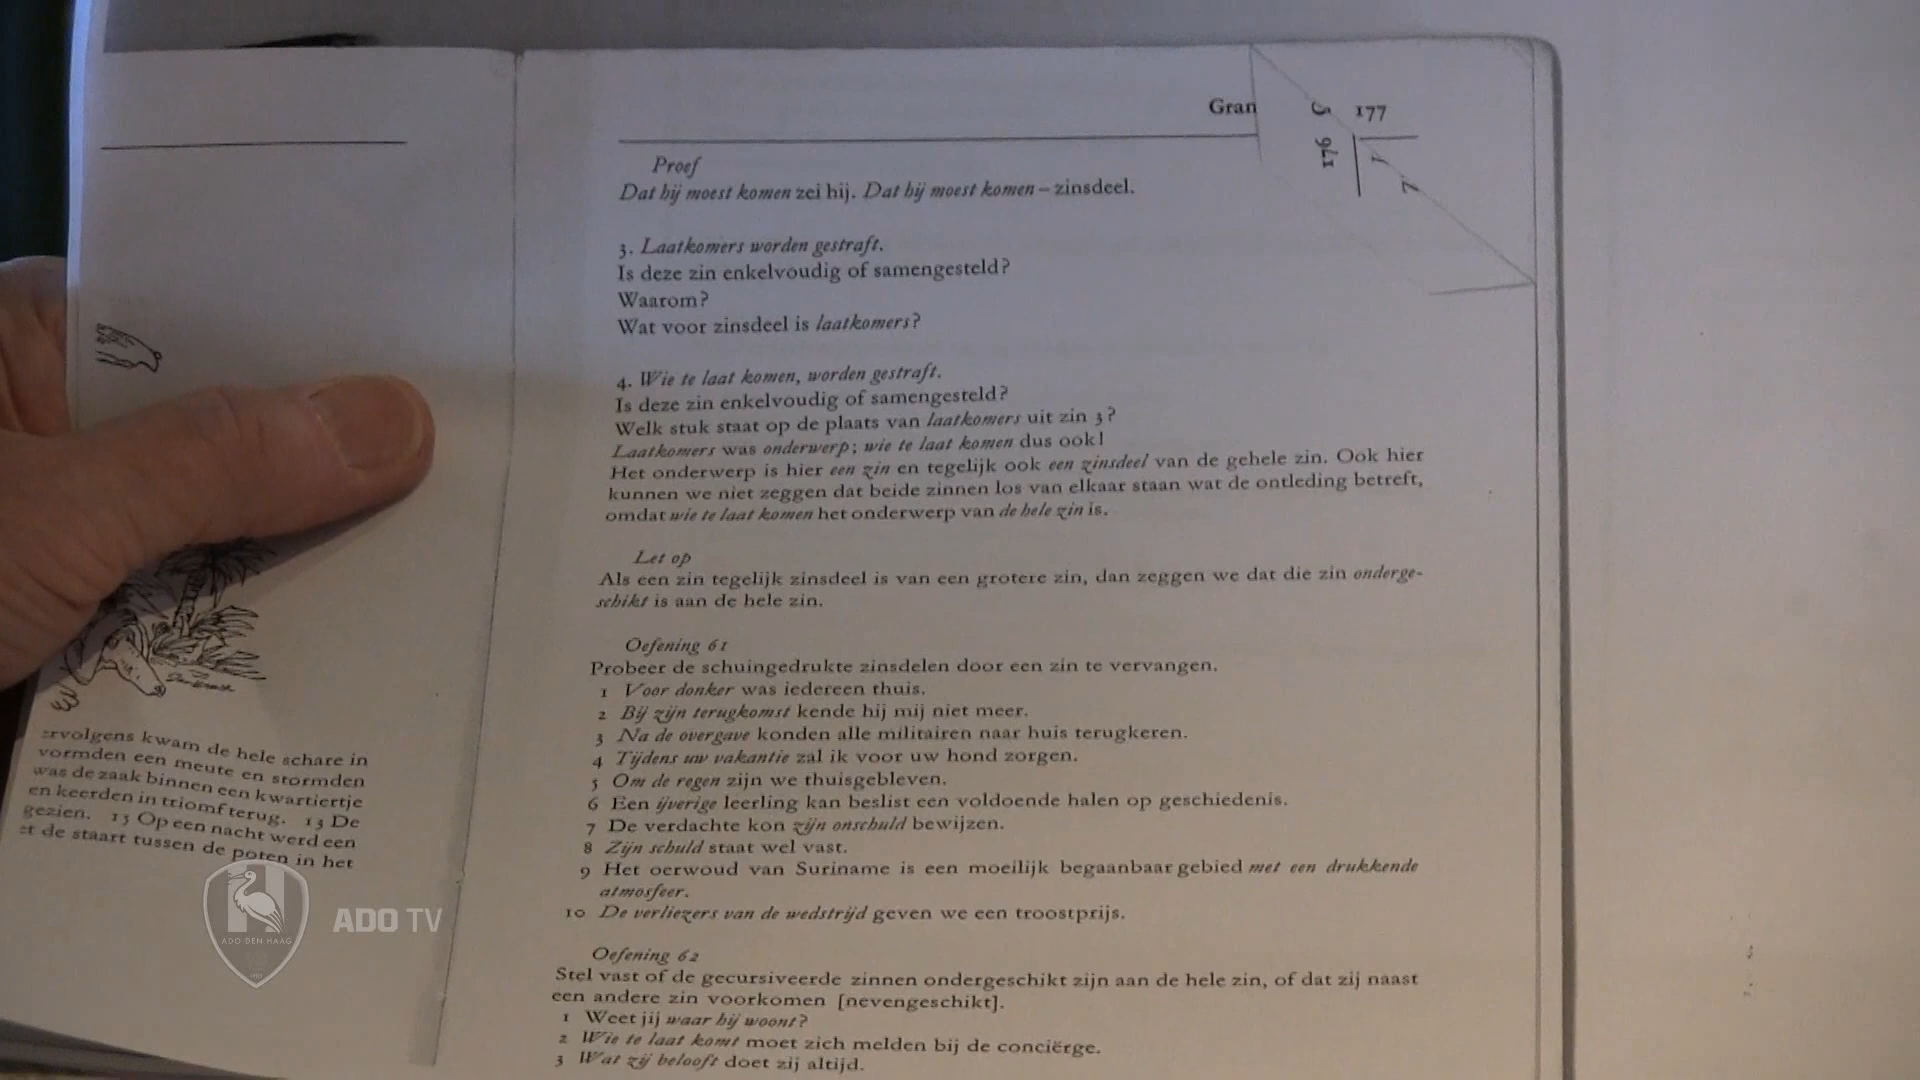 Gran
177
176
Proef
Dat hij moest komen zei hij. Dat hij moest komen – zinsdeel.
3. Laatkomers worden gestraft.
Is deze zin enkelvoudig of samengesteld?
Waarom?
Wat voor zinsdeel is laatkomers?
4. Wie te laat komen, worden gestraft.
Is deze zin enkelvoudig of samengesteld?
Welk stuk staat op de plaats van laatkomers uit zin 3?
Laatkomers was onderwerp; wie te laat komen dus ook!
Het onderwerp is hier een zin en tegelijk ook een zinsdeel van de gehele zin. Ook hier
kunnen we niet zeggen dat beide zinnen los van elkaar staan wat de ontleding betreft,
omdat wie te laat komen het onderwerp van de hele zin is.
Let op
Als een zin tegelijk zinsdeel is van een grotere zin, dan zeggen we dat die zin onderge-
schikt is aan de hele zin.
Oefening 61
Probeer de schuingedrukte zinsdelen door een zin te vervangen.
1 Voor donker was iedereen thuis.
2 Bij zijn terugkomst kende hij mij niet meer.
3 Na de overgave konden alle militairen naar huis terugkeren.
4 Tijdens uw vakantie zal ik voor uw hond zorgen.
5 Om de regen zijn we thuisgebleven.
6 Een ijverige leerling kan beslist een voldoende halen op geschiedenis.
7 De verdachte kon zijn onschuld bewijzen.
8 Zijn schuld staat wel vast.
9 Het oerwoud van Suriname is een moeilijk begaanbaar gebied met een drukkende
atmosfeer.
10 De verliezers van de wedstrijd geven we een troostprijs.
Oefening 62
Stel vast of de gecursiveerde zinnen ondergeschikt zijn aan de hele zin, of dat zij naast
een andere zin voorkomen [nevengeschikt].
1 Weet jij waar hij woont?
2 Wie te laat komt moet zich melden bij de conciërge.
3 Wat zij belooft doet zij altijd.
ervolgens kwam de hele schare in
vormden een meute en stormden
was de zaak binnen een kwartiertje
en keerden in triomf terug. 13 De
gezien. 15 Op een nacht werd een
et de staart tussen de poten in het
ADO DEN HAAG
ADO TV